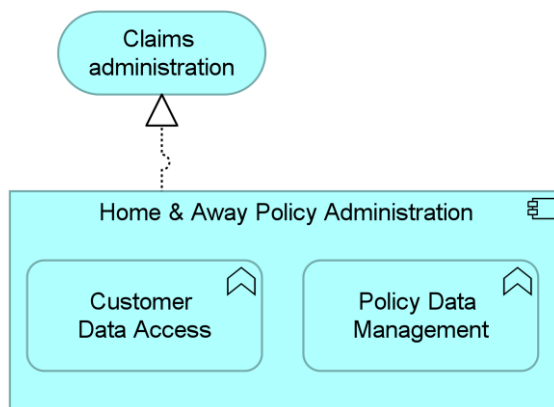 Claims
administration
Home & Away Policy Administration
Customer
Data Access
Policy Data
Management